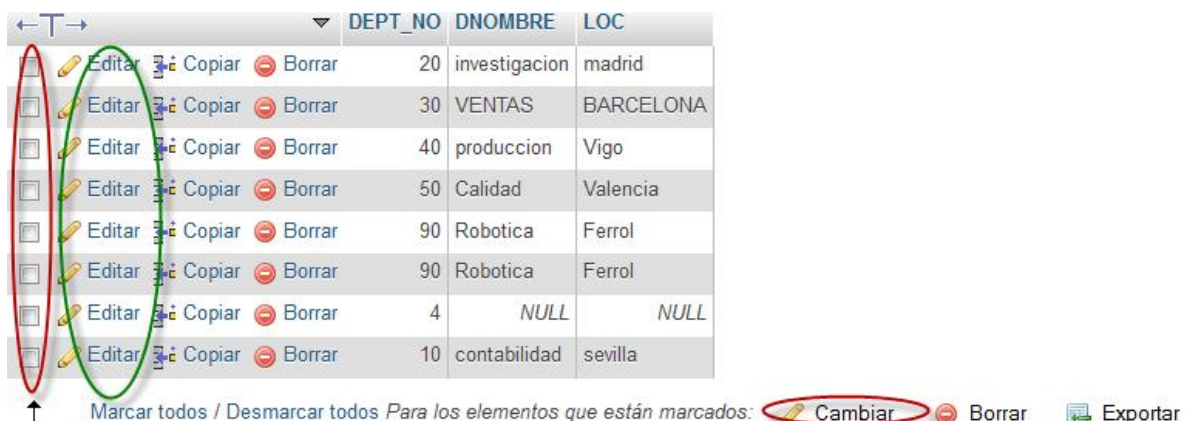 DEPT_NO DNOMBRE LOC
Editar Copiar Borrar 20 investigacion madrid
Editar Copiar Borrar 30 VENTAS BARCELONA
Editar Copiar Borrar 40 produccion Vigo
Editar Copiar Borrar 50 Calidad Valencia
Editar Copiar Borrar 90 Robotica Ferrol
Editar Copiar Borrar 90 Robotica Ferrol
Editar Copiar Borrar 4 NULL NULL
Editar Copiar Borrar 10 contabilidad sevilla
Marcar todos / Desmarcar todos Para los elementos que están marcados: Cambiar Borrar Exportar